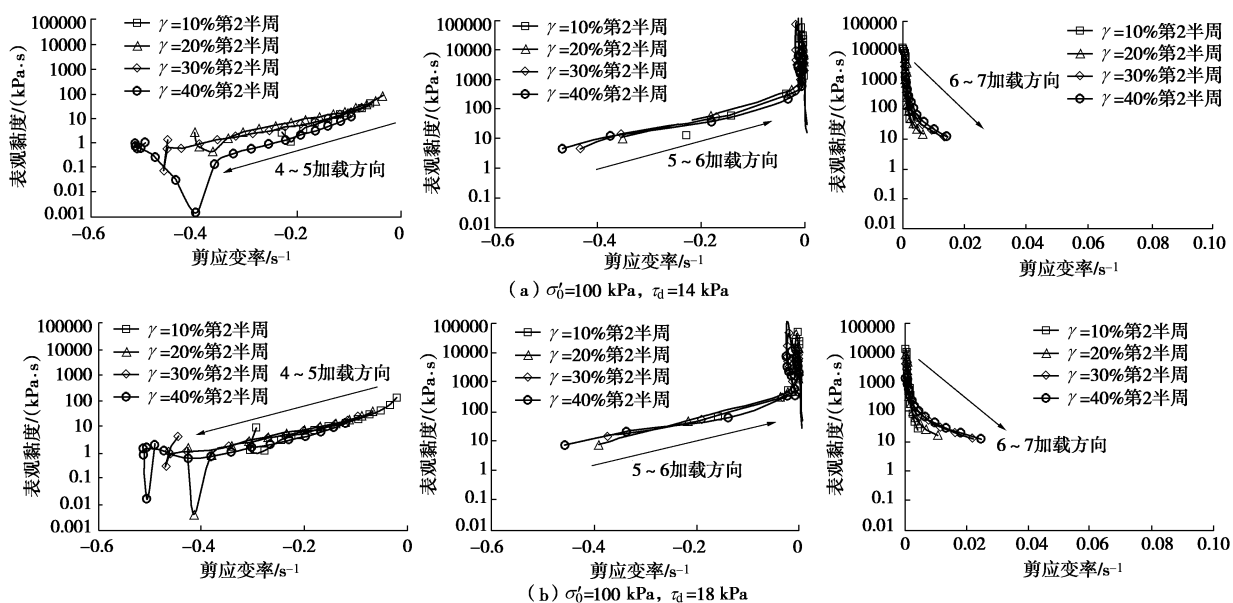 表观黏度/(kPa·s)
100000
10000
1000
100
10
1
0.1
0.01
0.001
γ=10%第2半周
γ=20%第2半周
γ=30%第2半周
γ=40%第2半周
4~5加载方向
−0.6
−0.4
−0.2
0
剪应变率/s⁻¹
表观黏度/(kPa·s)
100000
10000
1000
100
10
1
0.1
0.01
γ=10%第2半周
γ=20%第2半周
γ=30%第2半周
γ=40%第2半周
5~6加载方向
−0.6
−0.4
−0.2
0
剪应变率/s⁻¹
表观黏度/(kPa·s)
100000
10000
1000
100
10
1
0.1
0.01
γ=10%第2半周
γ=20%第2半周
γ=30%第2半周
γ=40%第2半周
6~7加载方向
0
0.02
0.04
0.06
0.08
0.10
剪应变率/s⁻¹
(a) σ′₀=100 kPa, τd=14 kPa
表观黏度/(kPa·s)
100000
10000
1000
100
10
1
0.1
0.01
0.001
γ=10%第2半周
γ=20%第2半周
γ=30%第2半周
γ=40%第2半周
4~5加载方向
−0.6
−0.4
−0.2
0
剪应变率/s⁻¹
表观黏度/(kPa·s)
100000
10000
1000
100
10
1
0.1
0.01
γ=10%第2半周
γ=20%第2半周
γ=30%第2半周
γ=40%第2半周
5~6加载方向
−0.6
−0.4
−0.2
0
剪应变率/s⁻¹
表观黏度/(kPa·s)
100000
10000
1000
100
10
1
0.1
0.01
γ=10%第2半周
γ=20%第2半周
γ=30%第2半周
γ=40%第2半周
6~7加载方向
0
0.02
0.04
0.06
0.08
0.10
剪应变率/s⁻¹
(b) σ′₀=100 kPa, τd=18 kPa